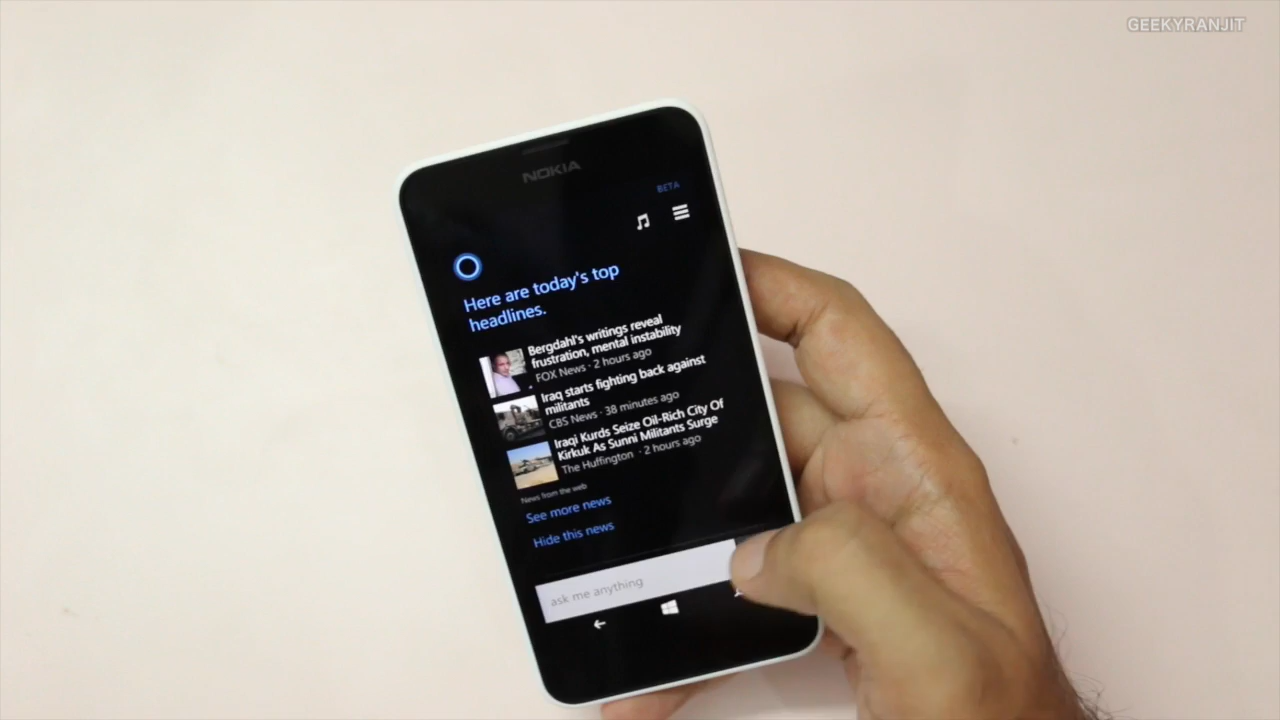 GEEKYRANJIT
NOKIA
BETA
Here are today's top
headlines.
Bergdahl's writings reveal
frustration, mental instability
FOX News · 2 hours ago
Iraq starts fighting back against
militants
CBS News · 38 minutes ago
Iraqi Kurds Seize Oil-Rich City Of
Kirkuk As Sunni Militants Surge
The Huffington · 2 hours ago
News from the web
See more news
Hide this news
ask me anything